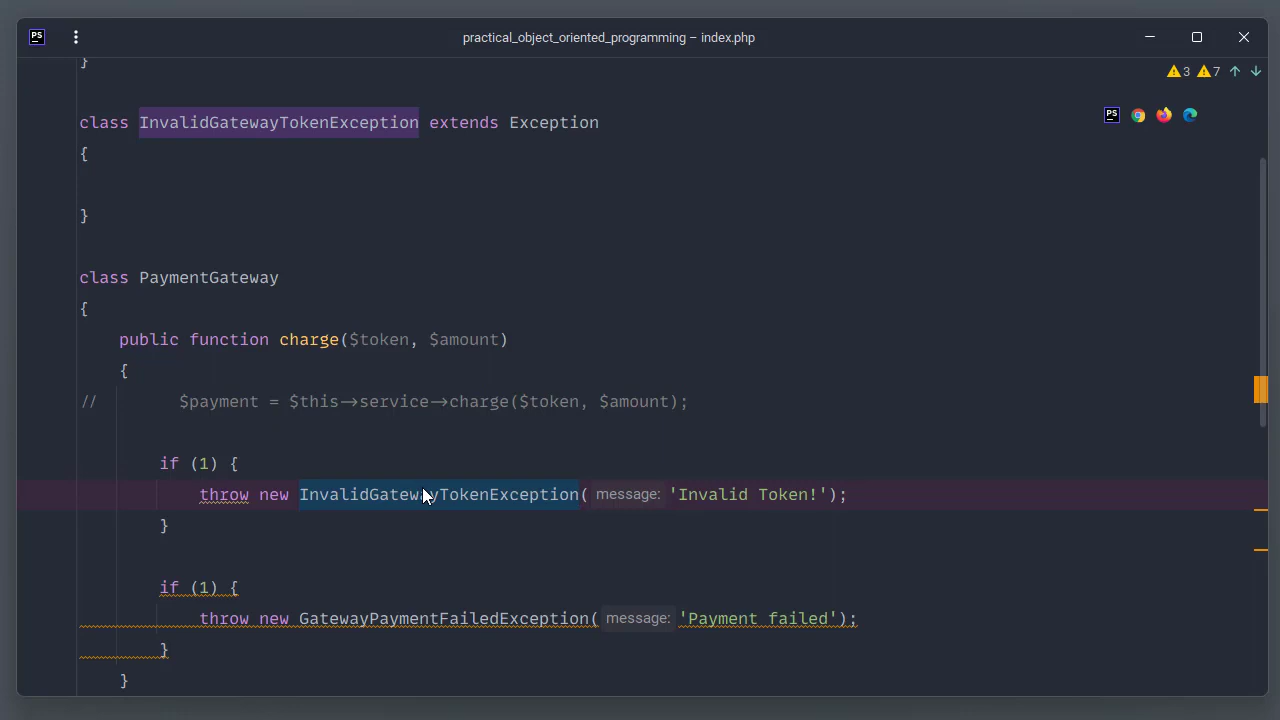 PS
practical_object_oriented_programming – index.php
}
3 7
class InvalidGatewayTokenException extends Exception
PS
{
}
class PaymentGateway
{
public function charge($token, $amount)
{
// $payment = $this->service->charge($token, $amount);
if (1) {
throw new InvalidGatewayTokenException( message: 'Invalid Token!');
}
if (1) {
throw new GatewayPaymentFailedException( message: 'Payment failed');
}
}